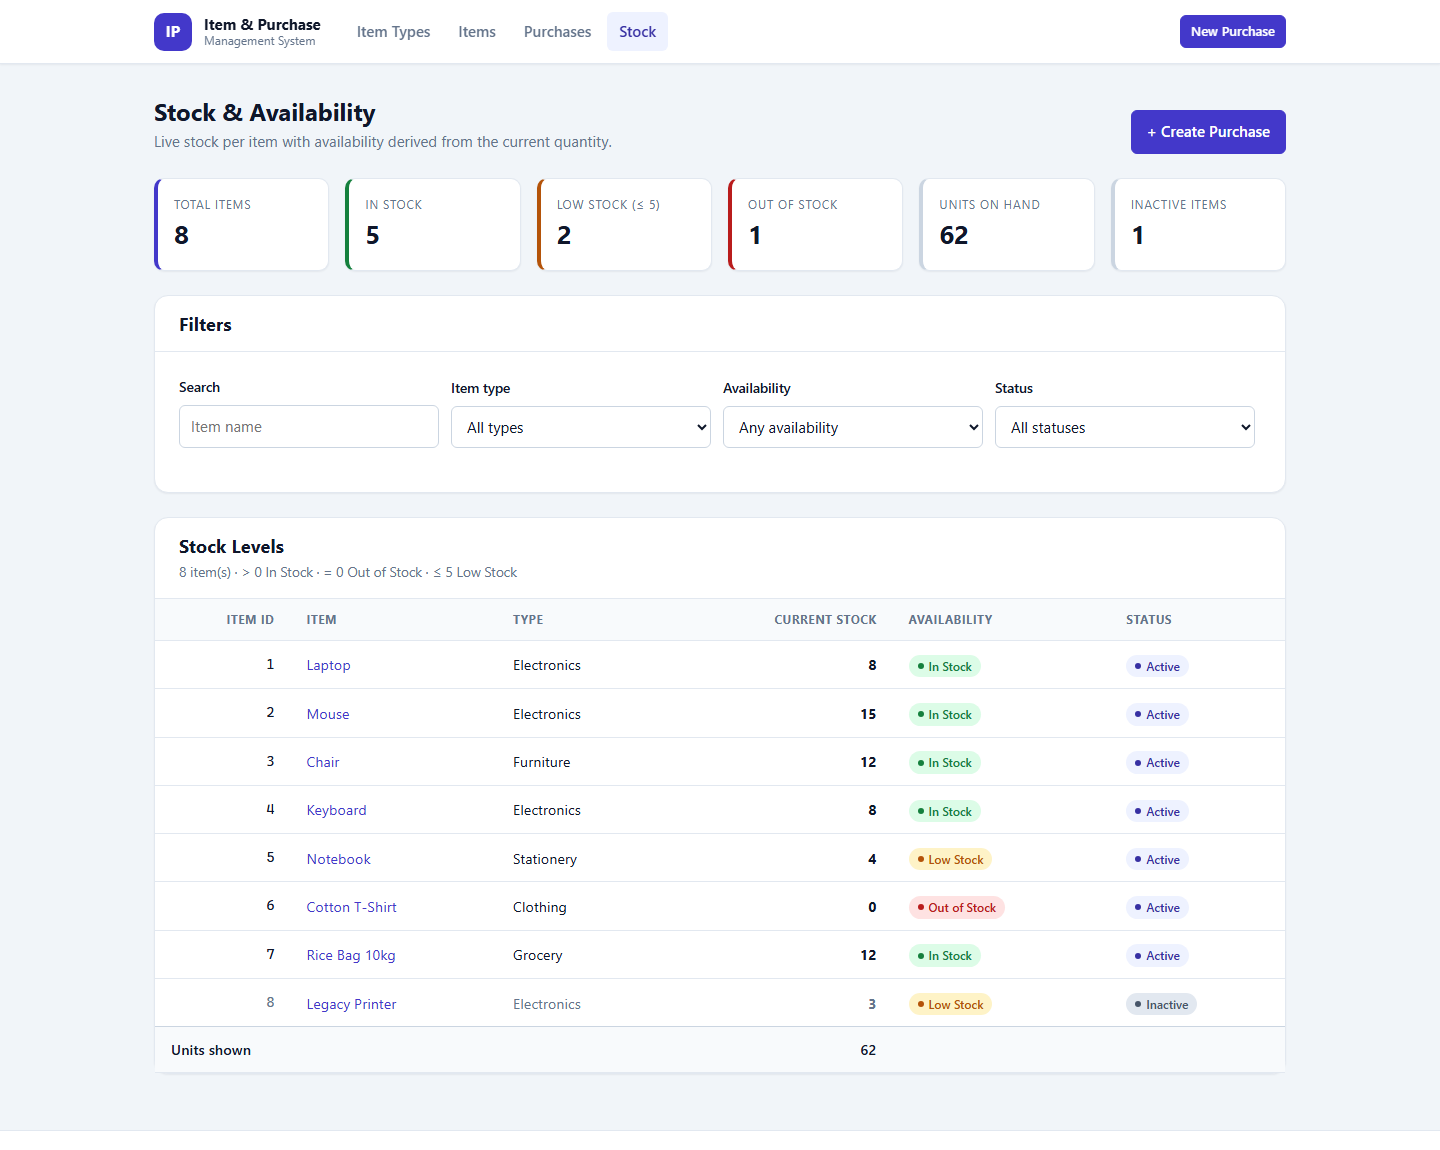 IP
Item & Purchase
Management System
Item Types
Items
Purchases
Stock
New Purchase
Stock & Availability
Live stock per item with availability derived from the current quantity.
+ Create Purchase
TOTAL ITEMS
8
IN STOCK
5
LOW STOCK (≤ 5)
2
OUT OF STOCK
1
UNITS ON HAND
62
INACTIVE ITEMS
1
Filters
Search
Item name
Item type
All types
Availability
Any availability
Status
All statuses
Stock Levels
8 item(s) · > 0 In Stock · = 0 Out of Stock · ≤ 5 Low Stock
ITEM ID ITEM TYPE CURRENT STOCK AVAILABILITY STATUS
1 Laptop Electronics 8 In Stock Active
2 Mouse Electronics 15 In Stock Active
3 Chair Furniture 12 In Stock Active
4 Keyboard Electronics 8 In Stock Active
5 Notebook Stationery 4 Low Stock Active
6 Cotton T-Shirt Clothing 0 Out of Stock Active
7 Rice Bag 10kg Grocery 12 In Stock Active
8 Legacy Printer Electronics 3 Low Stock Inactive
Units shown 62